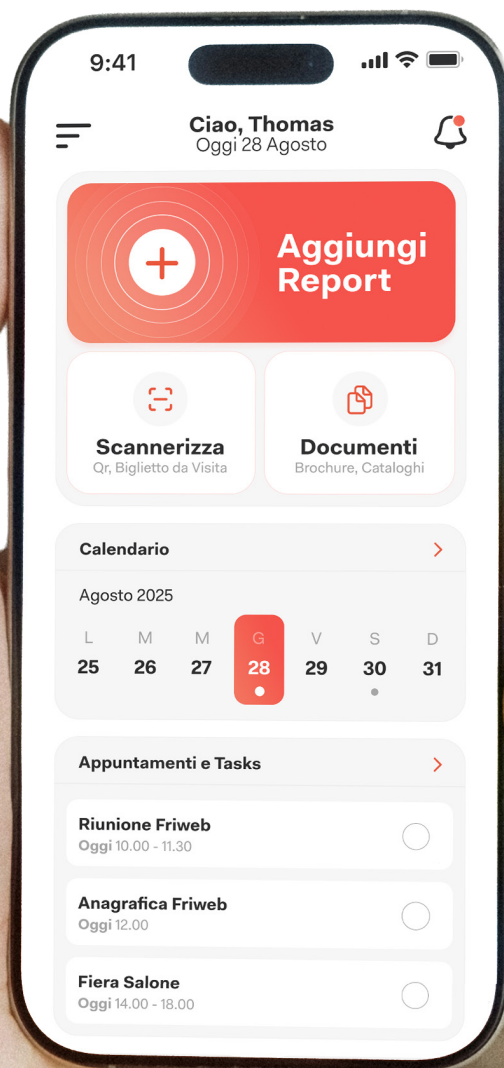 9:41
Ciao, Thomas
Oggi 28 Agosto
Aggiungi
Report
Scannerizza
Qr, Biglietto da Visita
Documenti
Brochure, Cataloghi
Calendario
Agosto 2025
L M M G V S D
25 26 27 28 29 30 31
Appuntamenti e Tasks
Riunione Friweb
Oggi 10.00 - 11.30
Anagrafica Friweb
Oggi 12.00
Fiera Salone
Oggi 14.00 - 18.00